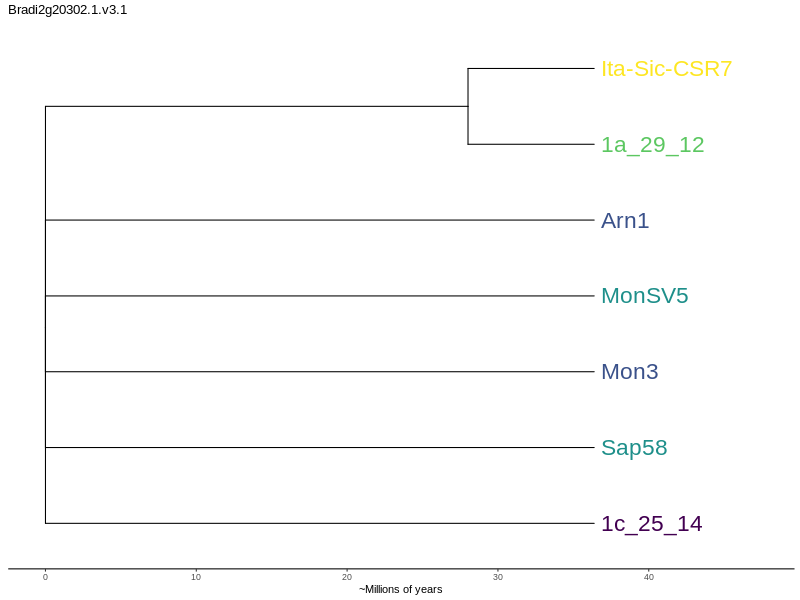 Bradi2g20302.1.v3.1
Ita-Sic-CSR7
1a_29_12
Arn1
MonSV5
Mon3
Sap58
1c_25_14
0 10 20 30 40
~Millions of years